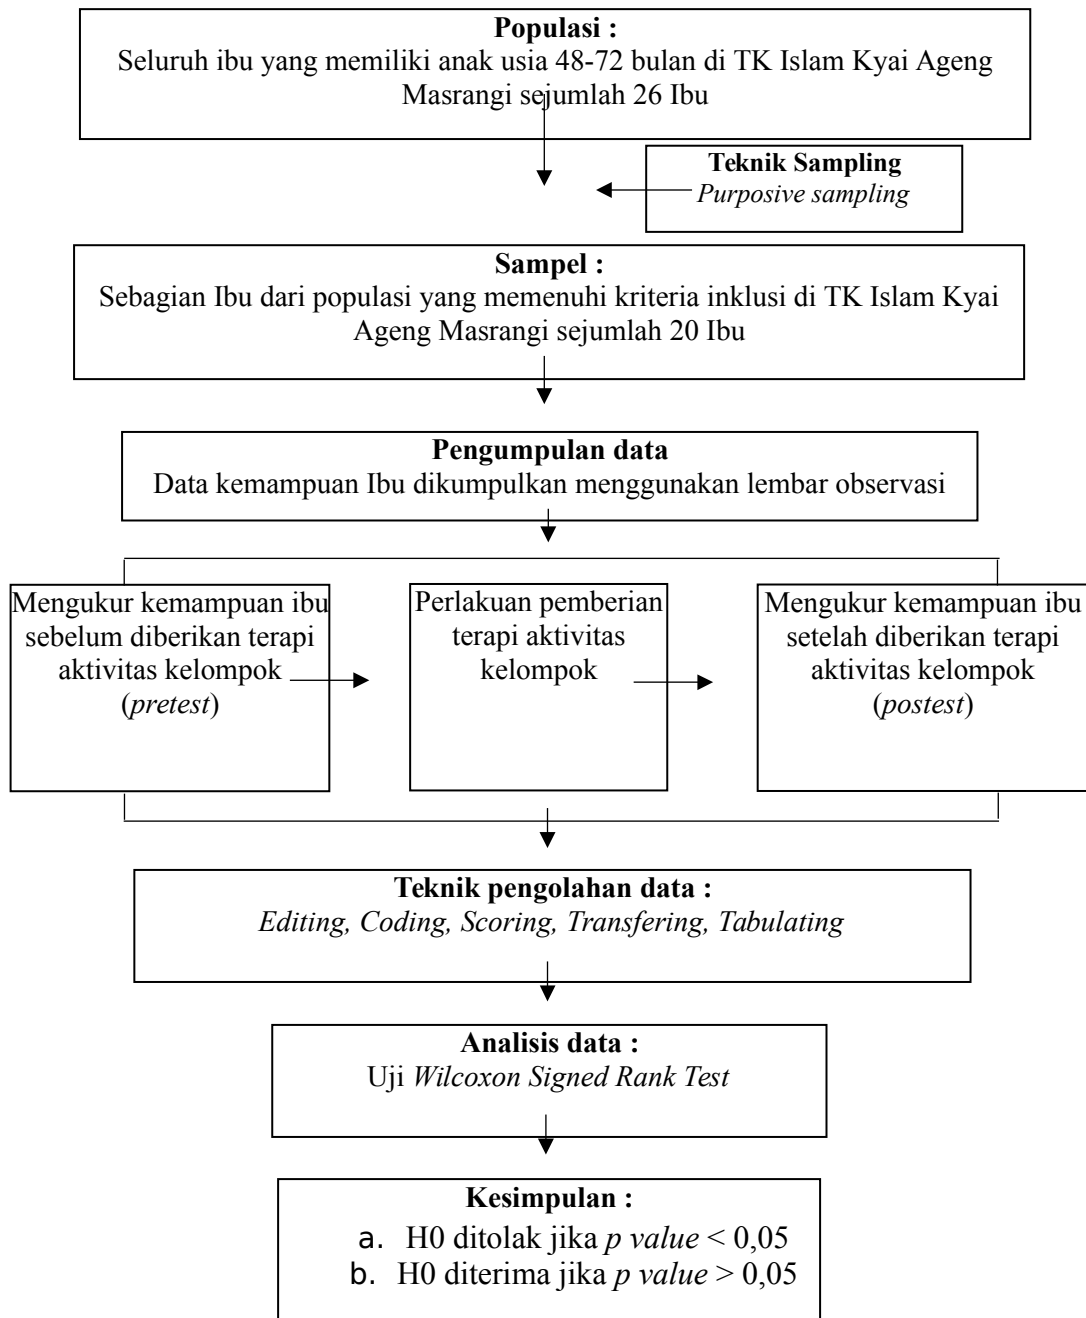 Populasi :
Seluruh ibu yang memiliki anak usia 48-72 bulan di TK Islam Kyai Ageng
Masrangi sejumlah 26 Ibu
Teknik Sampling
Purposive sampling
Sampel :
Sebagian Ibu dari populasi yang memenuhi kriteria inklusi di TK Islam Kyai
Ageng Masrangi sejumlah 20 Ibu
Pengumpulan data
Data kemampuan Ibu dikumpulkan menggunakan lembar observasi
Mengukur kemampuan ibu
sebelum diberikan terapi
aktivitas kelompok
(pretest)
Perlakuan pemberian
terapi aktivitas
kelompok
Mengukur kemampuan ibu
setelah diberikan terapi
aktivitas kelompok
(postest)
Teknik pengolahan data :
Editing, Coding, Scoring, Transfering, Tabulating
Analisis data :
Uji Wilcoxon Signed Rank Test
Kesimpulan :
a. H0 ditolak jika p value < 0,05
b. H0 diterima jika p value > 0,05